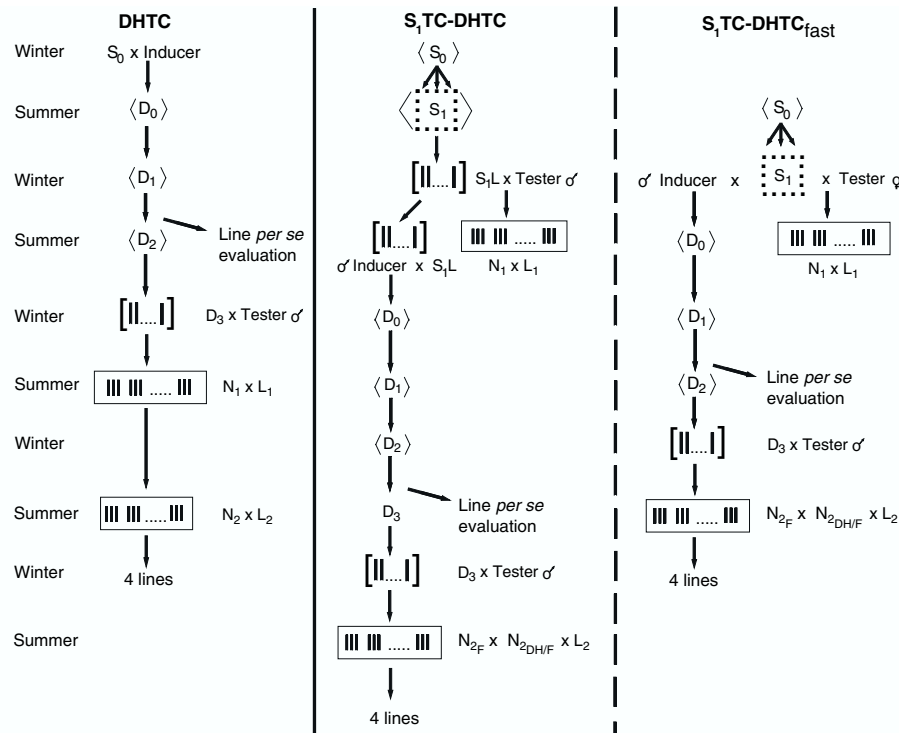 DHTC
S₁TC-DHTC
S₁TC-DHTCfast
Winter
Summer
Winter
Summer
Winter
Summer
Winter
Summer
Winter
Summer
S₀ x Inducer
⟨D₀⟩
⟨D₁⟩
⟨D₂⟩
Line per se
evaluation
[....] D₃ x Tester ♂
..... N₁ x L₁
..... N₂ x L₂
4 lines
⟨S₀⟩
⟨S₁⟩
[....] S₁L x Tester ♂
[....] .....
♂ Inducer x S₁L N₁ x L₁
⟨D₀⟩
⟨D₁⟩
⟨D₂⟩
Line per se
evaluation
D₃
[....] D₃ x Tester ♂
..... N₂F x N₂DH/F x L₂
4 lines
⟨S₀⟩
♂ Inducer x S₁ x Tester ♀
.....
⟨D₀⟩ N₁ x L₁
⟨D₁⟩
Line per se
evaluation
⟨D₂⟩
[....] D₃ x Tester ♂
..... N₂F x N₂DH/F x L₂
4 lines